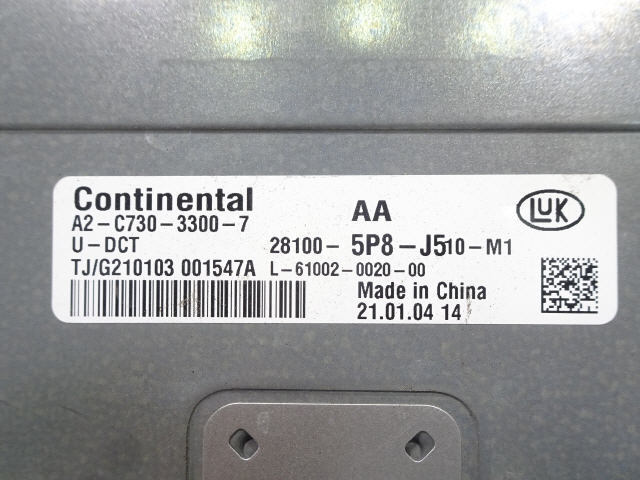 Continental
AA
LUK
A2-C730-3300-7
U-DCT
28100-5P8-J510-M1
TJ/G210103 001547A
L-61002-0020-00
Made in China
21.01.04 14